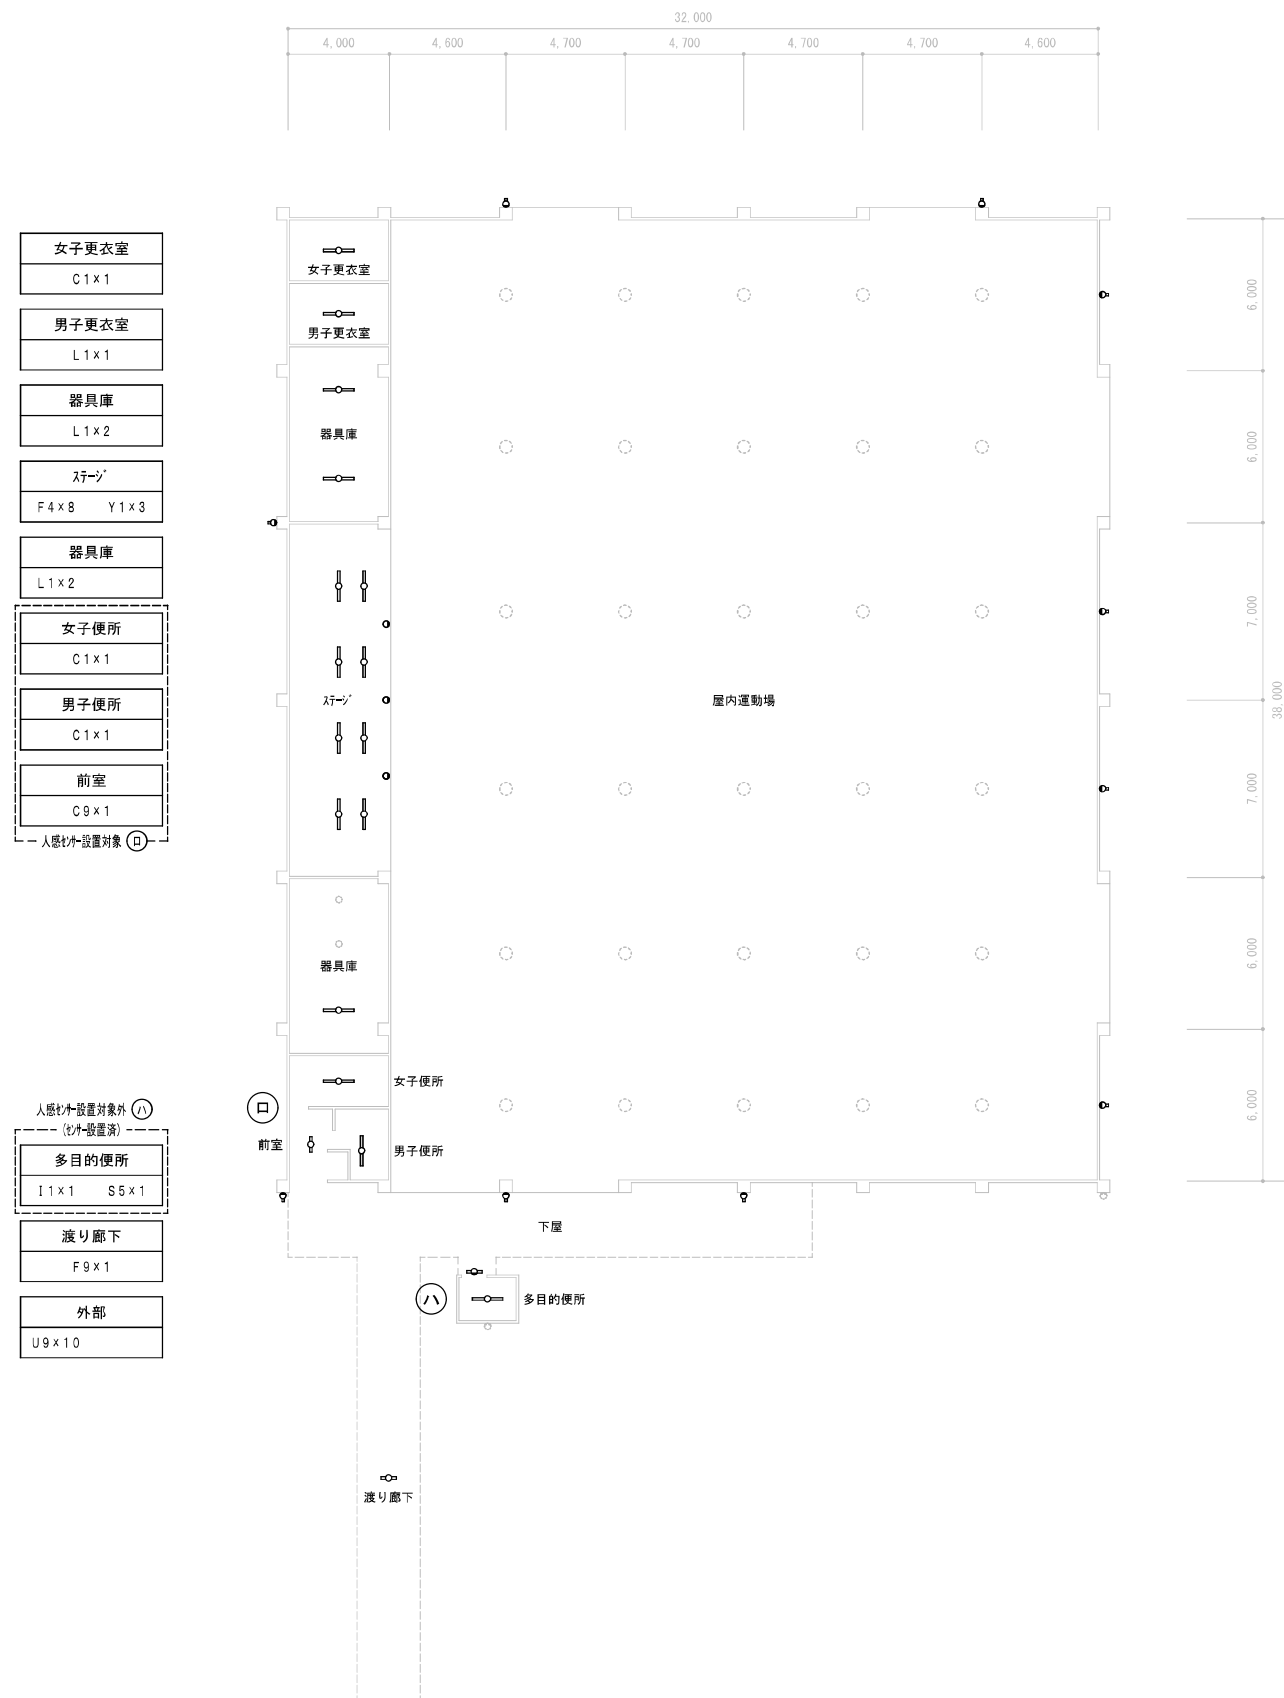 32,000
4,000 4,600 4,700 4,700 4,700 4,700 4,600
女子更衣室
C1×1
男子更衣室
L1×1
器具庫
L1×2
ステージ
F4×8 Y1×3
器具庫
L1×2
女子便所
C1×1
男子便所
C1×1
前室
C9×1
人感センサー設置対象 ロ
人感センサー設置対象外 ハ
(センサー設置済)
多目的便所
I1×1 S5×1
渡り廊下
F9×1
外部
U9×10
女子更衣室
男子更衣室
器具庫
ステージ
屋内運動場
器具庫
女子便所
ロ
前室
男子便所
下屋
ハ
多目的便所
渡り廊下
6,000
6,000
7,000
38,000
7,000
6,000
6,000